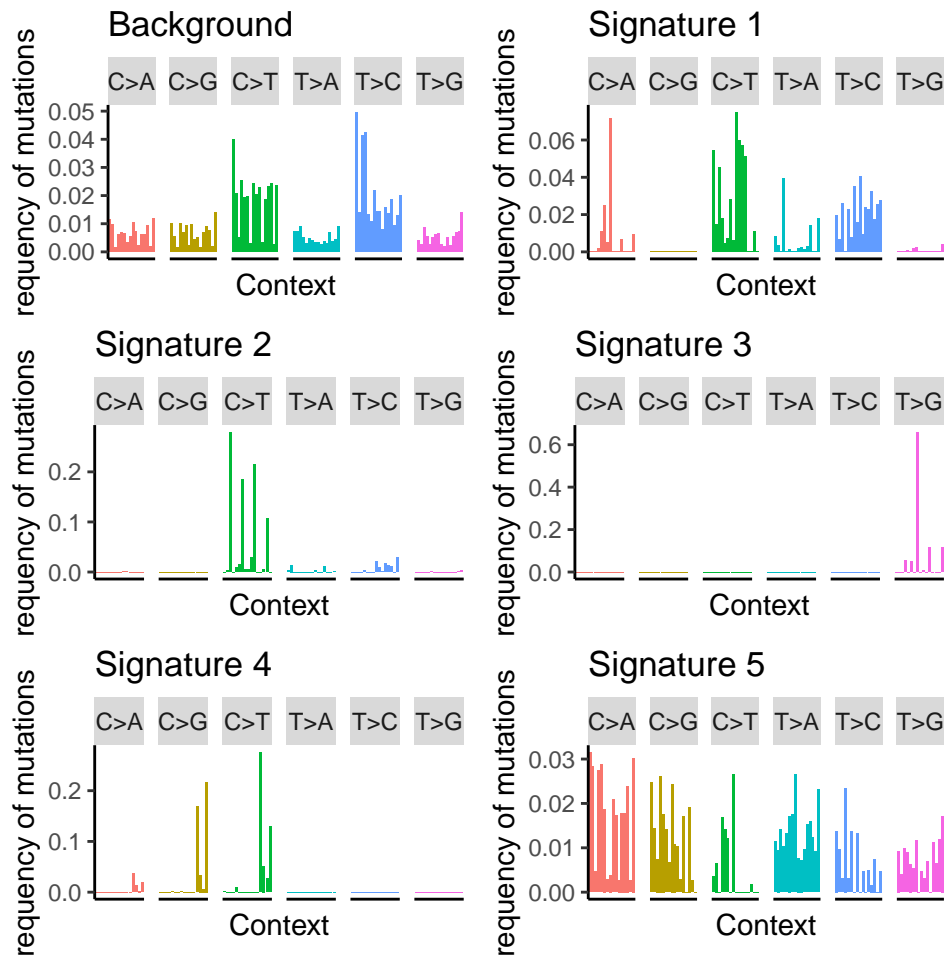 Background
requency of mutations
C>A C>G C>T T>A T>C T>G
0.05
0.04
0.03
0.02
0.01
0.00
Context
Signature 1
requency of mutations
C>A C>G C>T T>A T>C T>G
0.06
0.04
0.02
0.00
Context
Signature 2
requency of mutations
C>A C>G C>T T>A T>C T>G
0.2
0.1
0.0
Context
Signature 3
requency of mutations
C>A C>G C>T T>A T>C T>G
0.6
0.4
0.2
0.0
Context
Signature 4
requency of mutations
C>A C>G C>T T>A T>C T>G
0.2
0.1
0.0
Context
Signature 5
requency of mutations
C>A C>G C>T T>A T>C T>G
0.03
0.02
0.01
0.00
Context